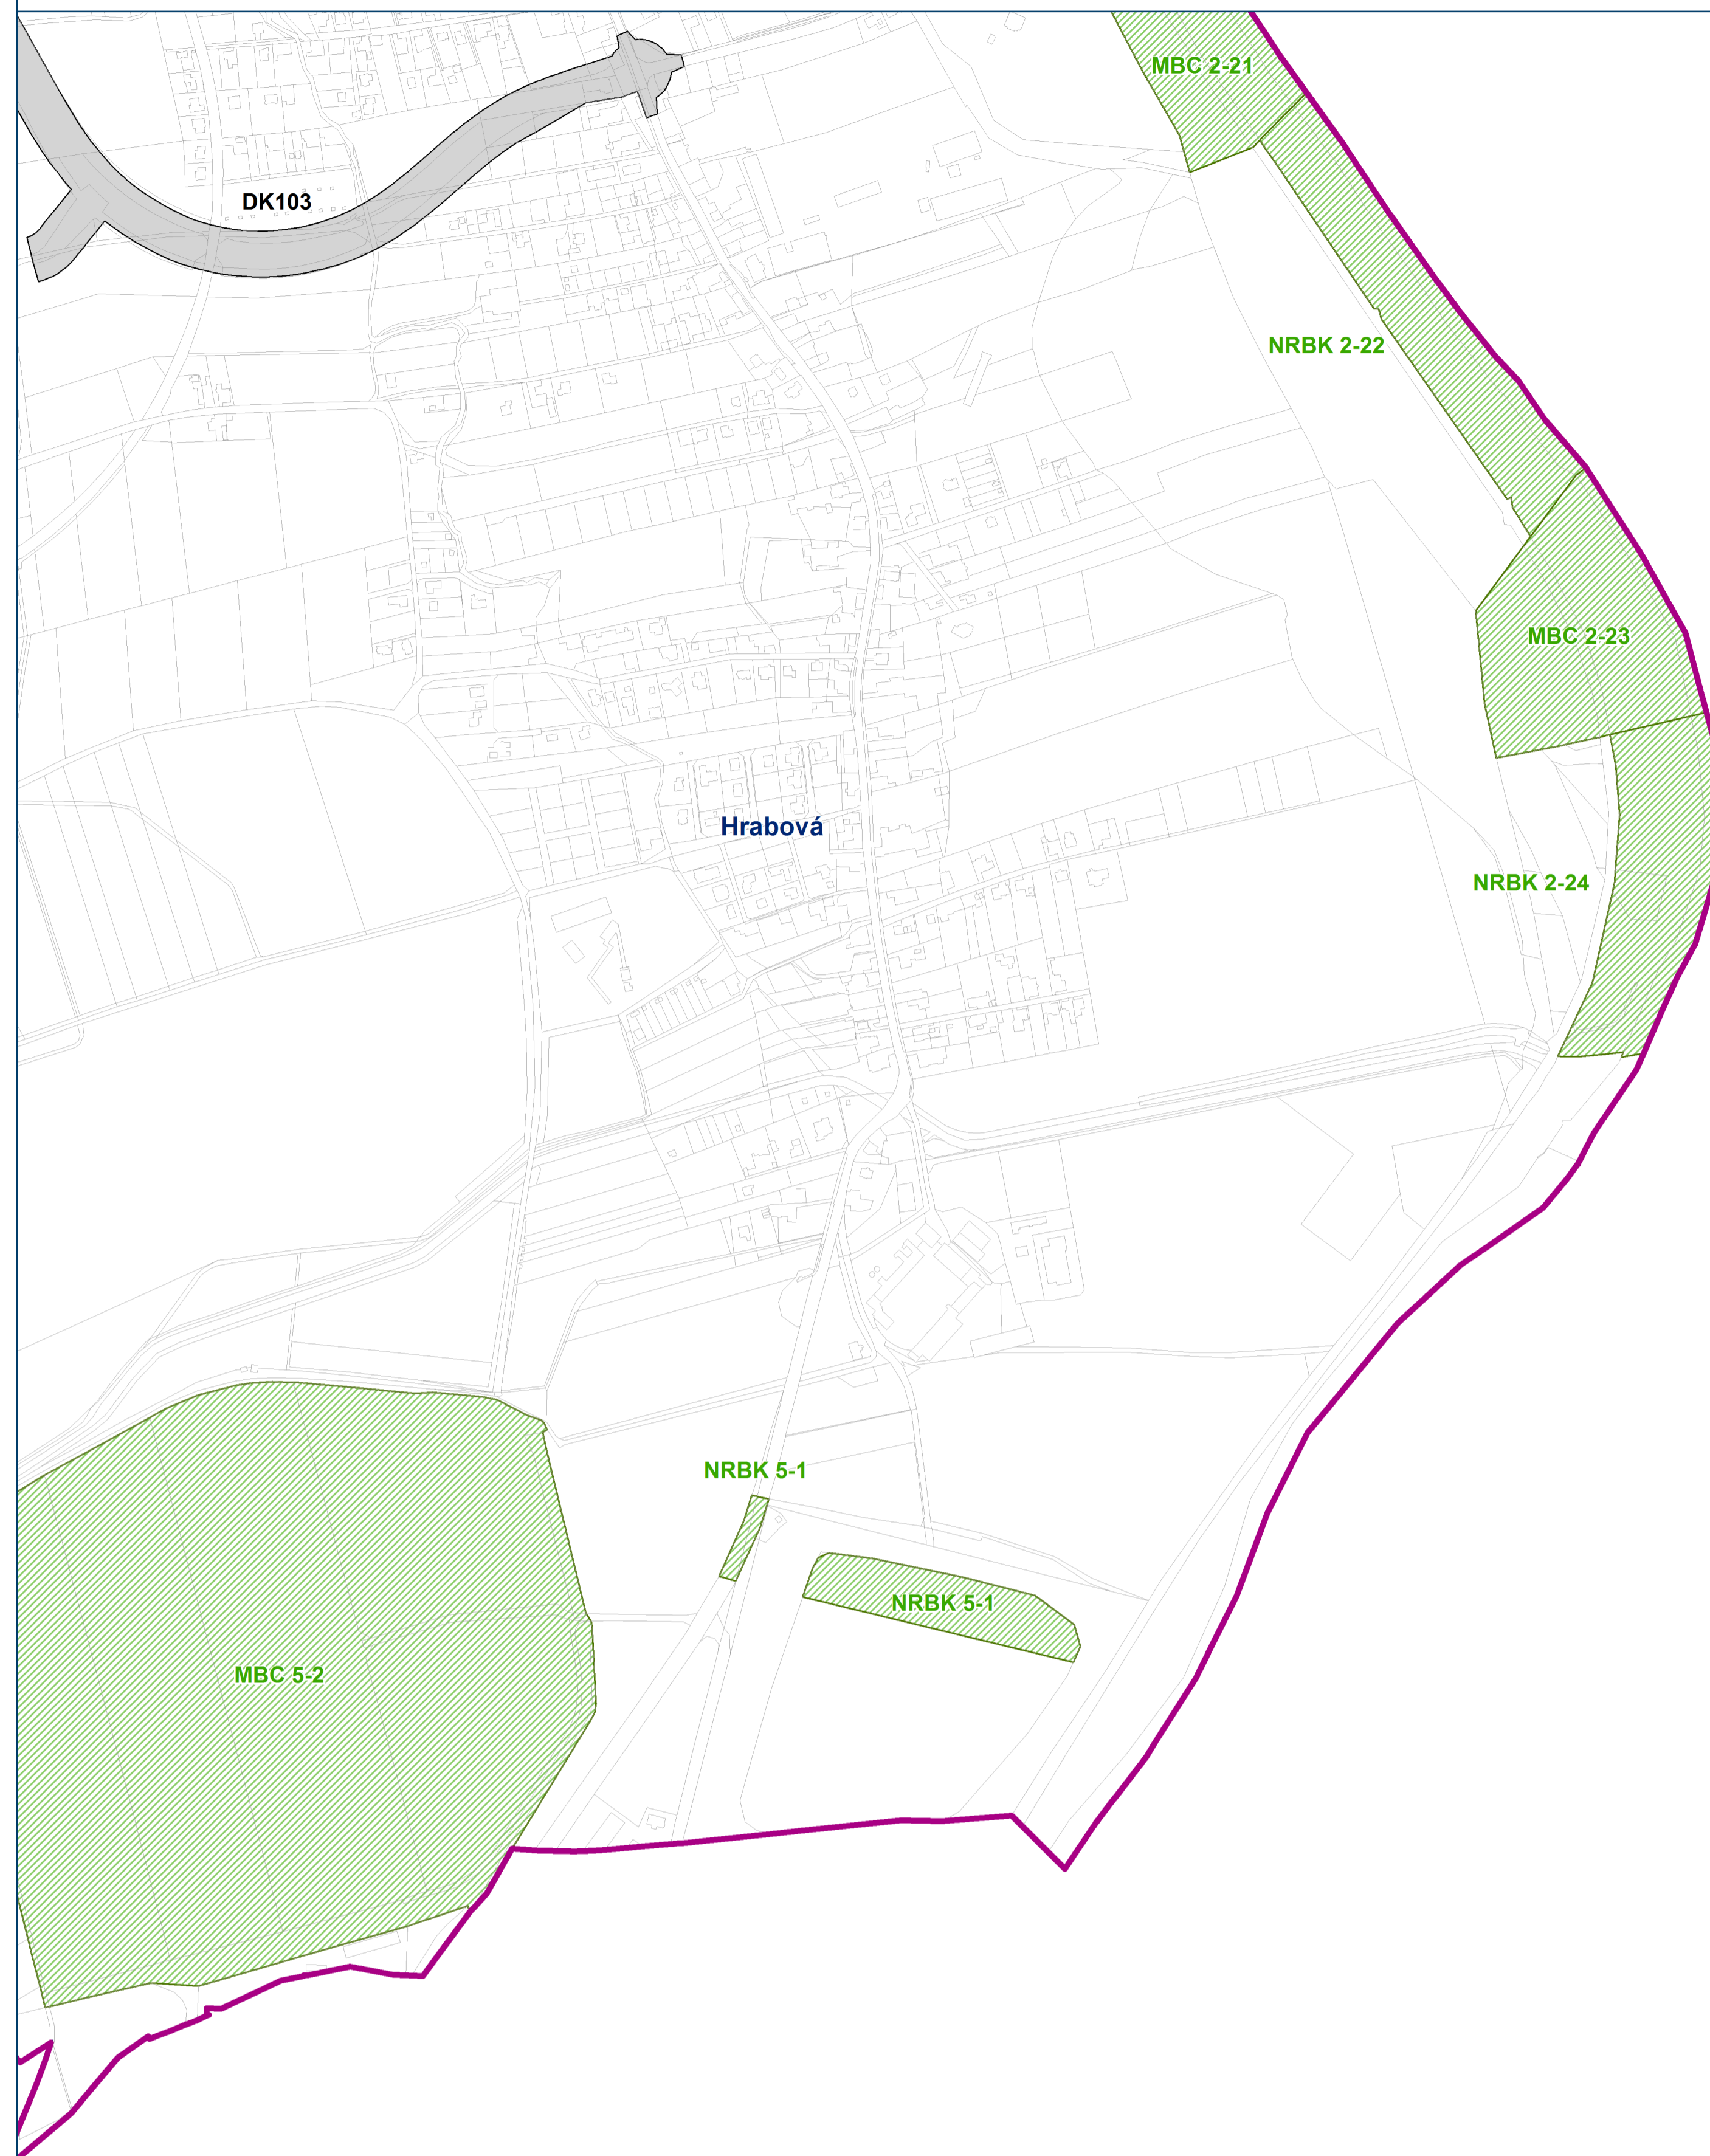 MBC 2-21
DK103
NRBK 2-22
MBC 2-23
Hrabová
NRBK 2-24
NRBK 5-1
NRBK 5-1
MBC 5-2